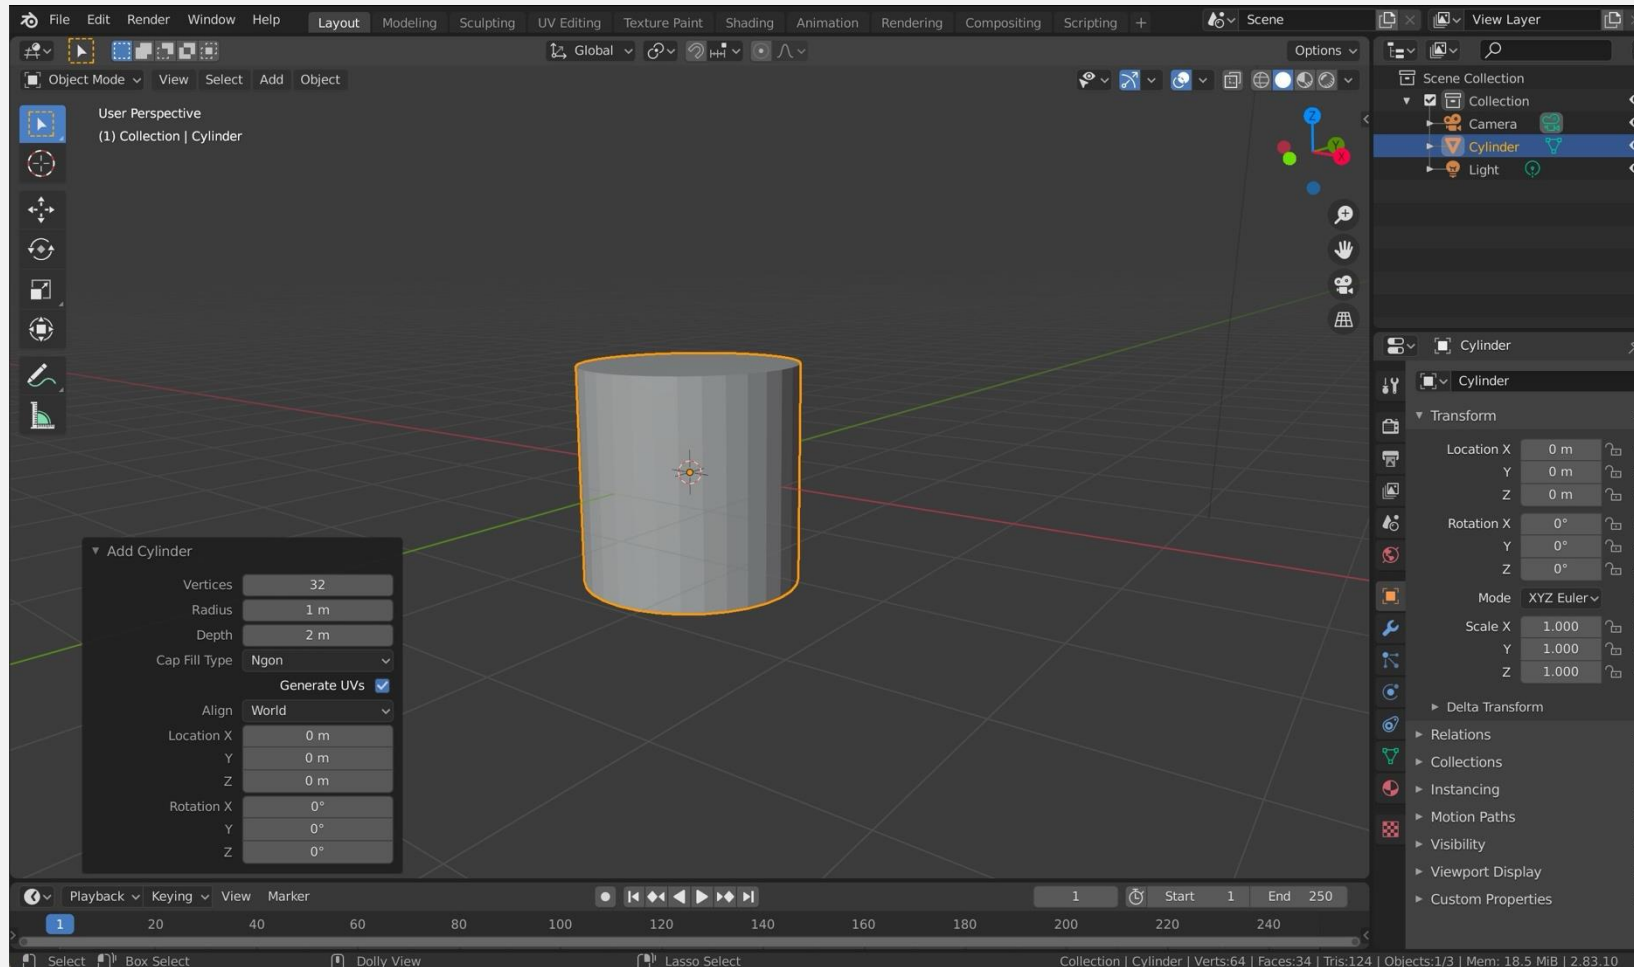 File Edit Render Window Help Layout Modeling Sculpting UV Editing Texture Paint Shading Animation Rendering Compositing Scripting + Scene View Layer
Global Options
Object Mode View Select Add Object
User Perspective
(1) Collection | Cylinder
Z
Y
X
Add Cylinder
Vertices 32
Radius 1 m
Depth 2 m
Cap Fill Type Ngon
Generate UVs
Align World
Location X 0 m
Y 0 m
Z 0 m
Rotation X 0°
Y 0°
Z 0°
Scene Collection
Collection
Camera
Cylinder
Light
Cylinder
Cylinder
Transform
Location X 0 m
Y 0 m
Z 0 m
Rotation X 0°
Y 0°
Z 0°
Mode XYZ Euler
Scale X 1.000
Y 1.000
Z 1.000
Delta Transform
Relations
Collections
Instancing
Motion Paths
Visibility
Viewport Display
Custom Properties
Playback Keying View Marker 1 Start 1 End 250
1 20 40 60 80 100 120 140 160 180 200 220 240
Select Box Select Dolly View Lasso Select Collection | Cylinder | Verts:64 | Faces:34 | Tris:124 | Objects:1/3 | Mem: 18.5 MiB | 2.83.10